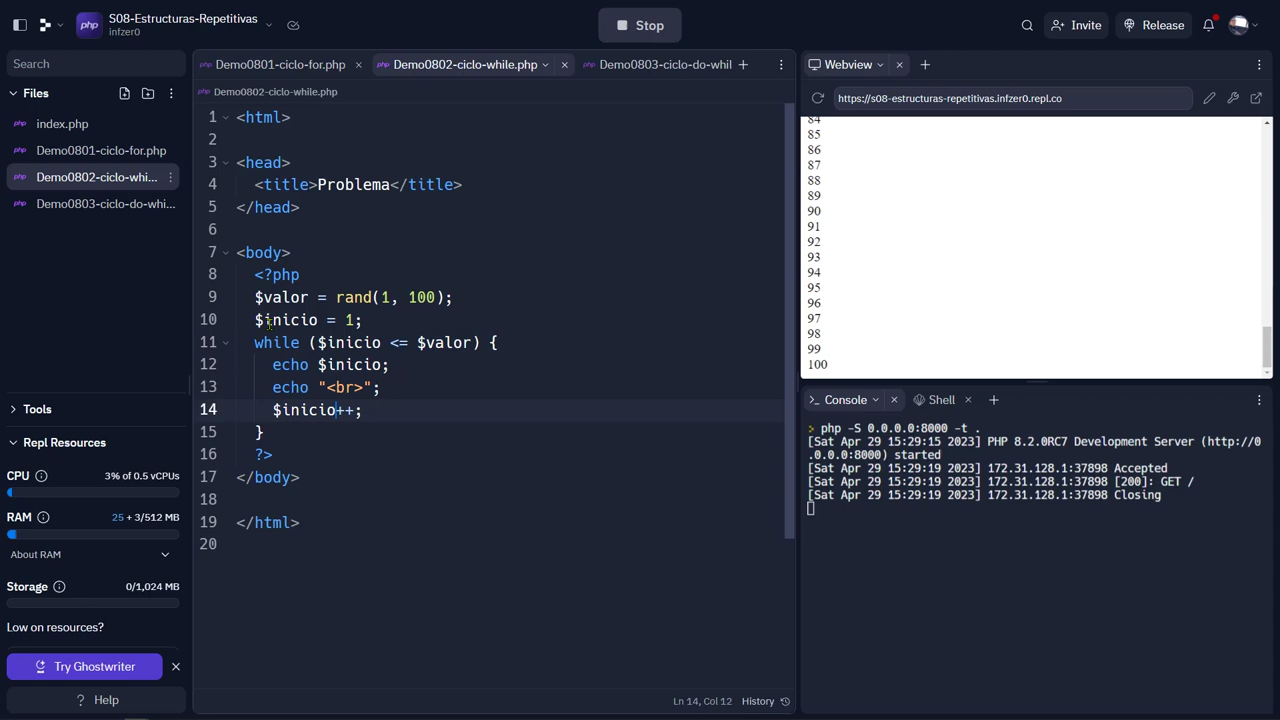 S08-Estructuras-Repetitivas
infzer0
Stop
Invite
Release
Search
Files
index.php
Demo0801-ciclo-for.php
Demo0802-ciclo-whi...
Demo0803-ciclo-do-whi...
Tools
Repl Resources
CPU
3% of 0.5 vCPUs
RAM
25 + 3/512 MB
About RAM
Storage
0/1,024 MB
Low on resources?
Try Ghostwriter
? Help
php Demo0801-ciclo-for.php
php Demo0802-ciclo-while.php
php Demo0803-ciclo-do-whil
php Demo0802-ciclo-while.php
1 <html>
2
3 <head>
4 <title>Problema</title>
5 </head>
6
7 <body>
8 <?php
9 $valor = rand(1, 100);
10 $inicio = 1;
11 while ($inicio <= $valor) {
12 echo $inicio;
13 echo "<br>";
14 $inicio++;
15 }
16 ?>
17 </body>
18
19 </html>
20
Ln 14, Col 12
History
Webview
https://s08-estructuras-repetitivas.infzer0.repl.co
84
85
86
87
88
89
90
91
92
93
94
95
96
97
98
99
100
Console
Shell
> php -S 0.0.0.0:8000 -t .
[Sat Apr 29 15:29:15 2023] PHP 8.2.0RC7 Development Server (http://0
.0.0.0:8000) started
[Sat Apr 29 15:29:19 2023] 172.31.128.1:37898 Accepted
[Sat Apr 29 15:29:19 2023] 172.31.128.1:37898 [200]: GET /
[Sat Apr 29 15:29:19 2023] 172.31.128.1:37898 Closing